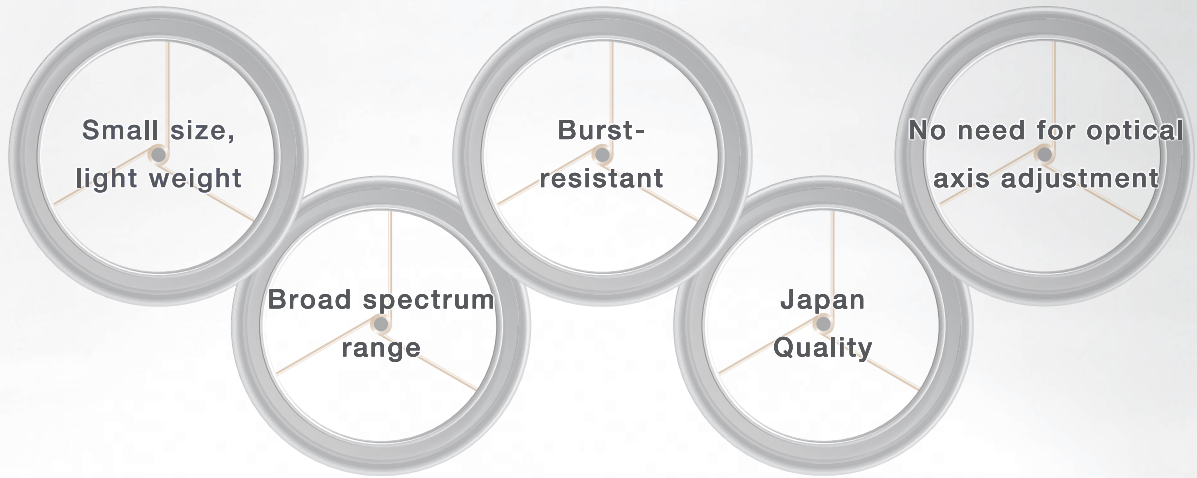 Small size,
light weight
Broad spectrum
range
Burst-
resistant
Japan
Quality
No need for optical
axis adjustment